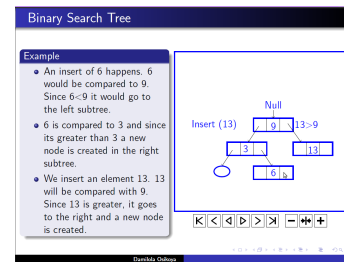 Binary Search Tree
Example
An insert of 6 happens. 6
would be compared to 9.
Since 6<9 it would go to
the left subtree.
6 is compared to 3 and since
its greater than 3 a new
node is created in the right
subtree.
We insert an element 13. 13
will be compared with 9.
Since 13 is greater, it goes
to the right and a new node
is created.
Null
Insert (13)
9
13>9
3
13
6
Damilola Osikoya